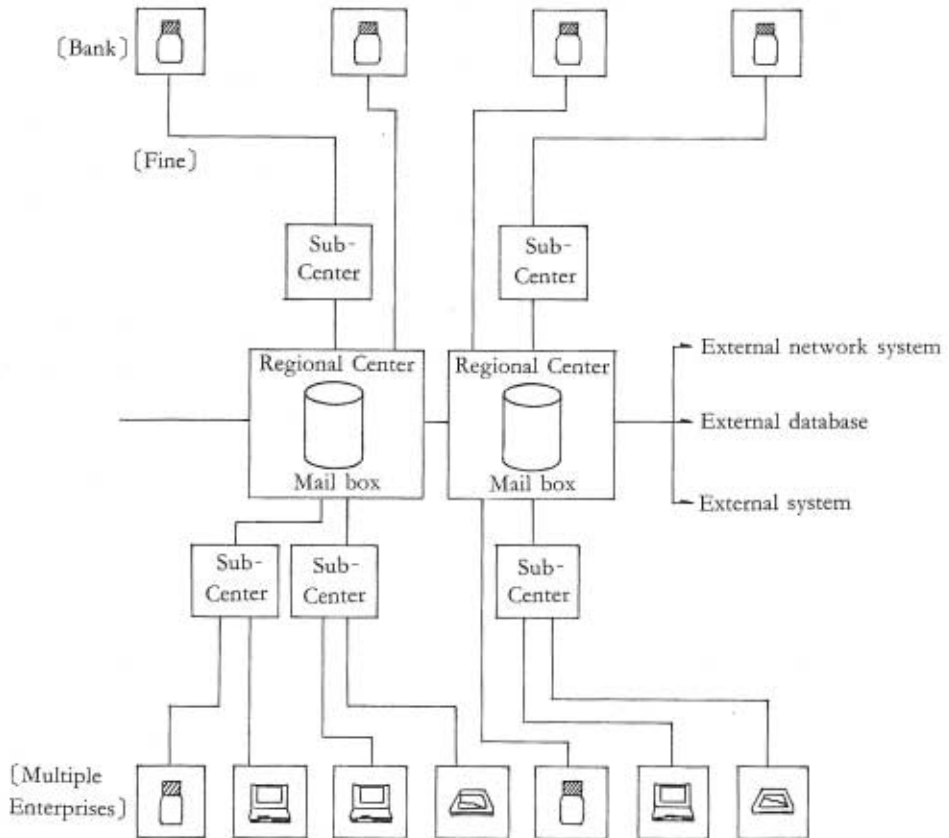 〔Bank〕
〔Fine〕
Sub-
Center
Sub-
Center
Regional Center
Mail box
Regional Center
Mail box
External network system
External database
External system
Sub-
Center
Sub-
Center
Sub-
Center
〔Multiple
Enterprises〕